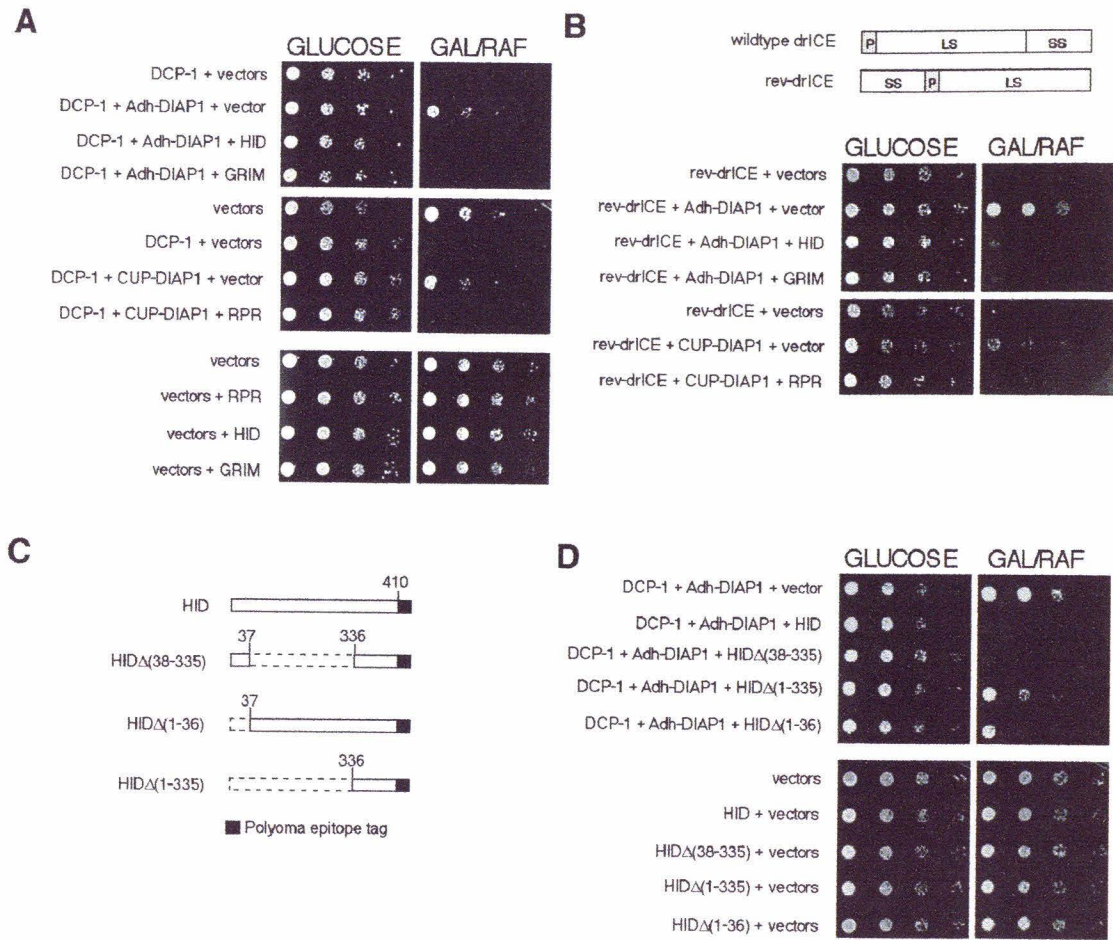 A
GLUCOSE GAL/RAF
DCP-1 + vectors
DCP-1 + Adh-DIAP1 + vector
DCP-1 + Adh-DIAP1 + HID
DCP-1 + Adh-DIAP1 + GRIM
vectors
DCP-1 + vectors
DCP-1 + CUP-DIAP1 + vector
DCP-1 + CUP-DIAP1 + RPR
vectors
vectors + RPR
vectors + HID
vectors + GRIM
B
wildtype drICE P LS SS
rev-drICE SS P LS
GLUCOSE GAL/RAF
rev-drICE + vectors
rev-drICE + Adh-DIAP1 + vector
rev-drICE + Adh-DIAP1 + HID
rev-drICE + Adh-DIAP1 + GRIM
rev-drICE + vectors
rev-drICE + CUP-DIAP1 + vector
rev-drICE + CUP-DIAP1 + RPR
C
410
HID
37 336
HIDΔ(38-335)
37
HIDΔ(1-36)
336
HIDΔ(1-335)
Polyoma epitope tag
D
GLUCOSE GAL/RAF
DCP-1 + Adh-DIAP1 + vector
DCP-1 + Adh-DIAP1 + HID
DCP-1 + Adh-DIAP1 + HIDΔ(38-335)
DCP-1 + Adh-DIAP1 + HIDΔ(1-335)
DCP-1 + Adh-DIAP1 + HIDΔ(1-36)
vectors
HID + vectors
HIDΔ(38-335) + vectors
HIDΔ(1-335) + vectors
HIDΔ(1-36) + vectors